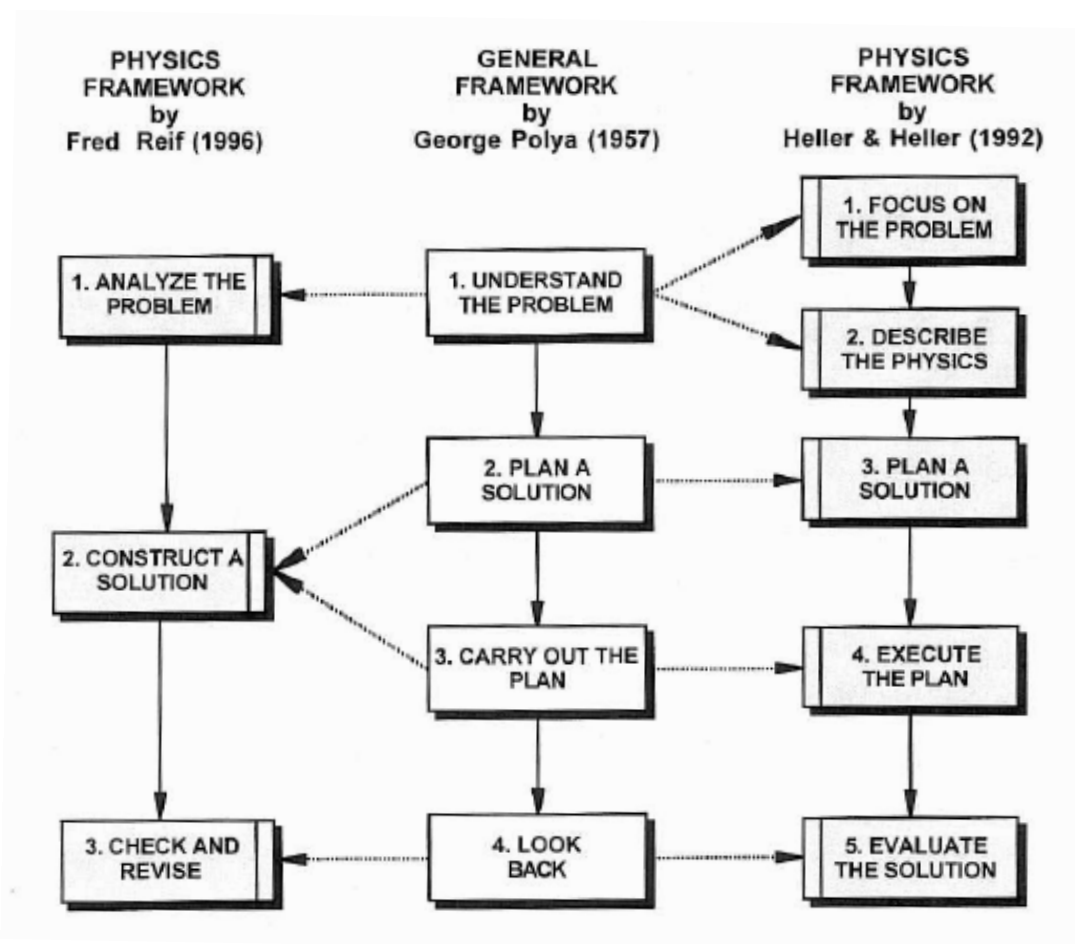 PHYSICS
FRAMEWORK
by
Fred Reif (1996)
1. ANALYZE THE
PROBLEM
2. CONSTRUCT A
SOLUTION
3. CHECK AND
REVISE
GENERAL
FRAMEWORK
by
George Polya (1957)
1. UNDERSTAND
THE PROBLEM
2. PLAN A
SOLUTION
3. CARRY OUT THE
PLAN
4. LOOK
BACK
PHYSICS
FRAMEWORK
by
Heller & Heller (1992)
1. FOCUS ON
THE PROBLEM
2. DESCRIBE
THE PHYSICS
3. PLAN A
SOLUTION
4. EXECUTE
THE PLAN
5. EVALUATE
THE SOLUTION